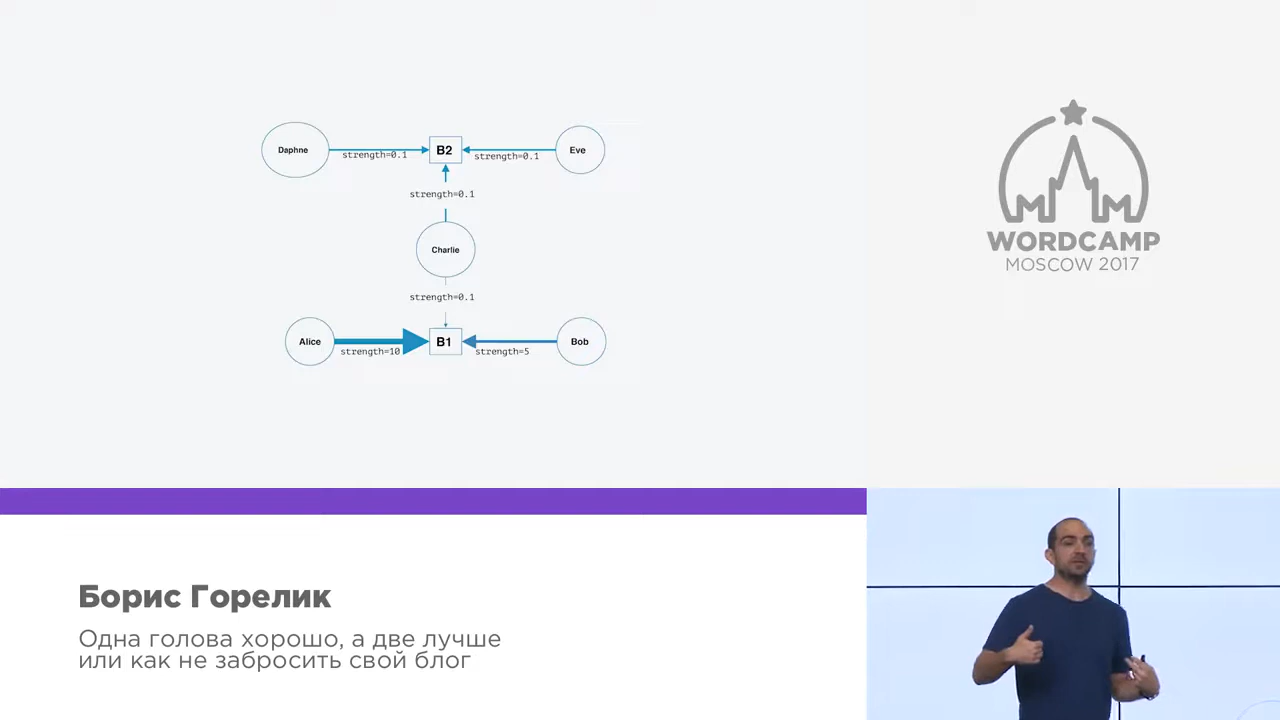 Daphne
strength=0.1
B2
strength=0.1
Eve
strength=0.1
Charlie
strength=0.1
Alice
strength=10
B1
strength=5
Bob
WORDCAMP
MOSCOW 2017
Борис Горелик
Одна голова хорошо, а две лучше
или как не забросить свой блог